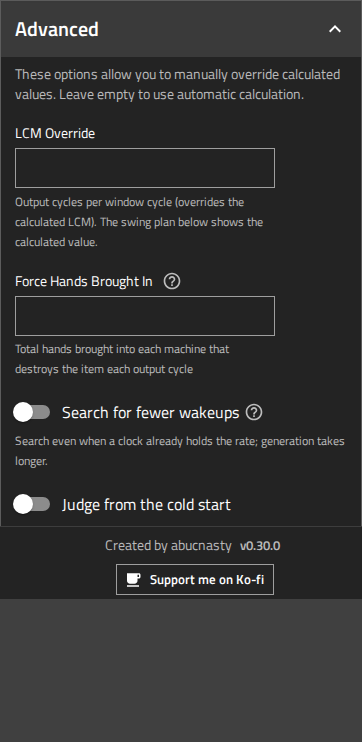 Advanced
These options allow you to manually override calculated
values. Leave empty to use automatic calculation.
LCM Override
Output cycles per window cycle (overrides the
calculated LCM). The swing plan below shows the
calculated value.
Force Hands Brought In
Total hands brought into each machine that
destroys the item each output cycle
Search for fewer wakeups
Search even when a clock already holds the rate; generation takes
longer.
Judge from the cold start
Created by abucnasty v0.30.0
Support me on Ko-fi